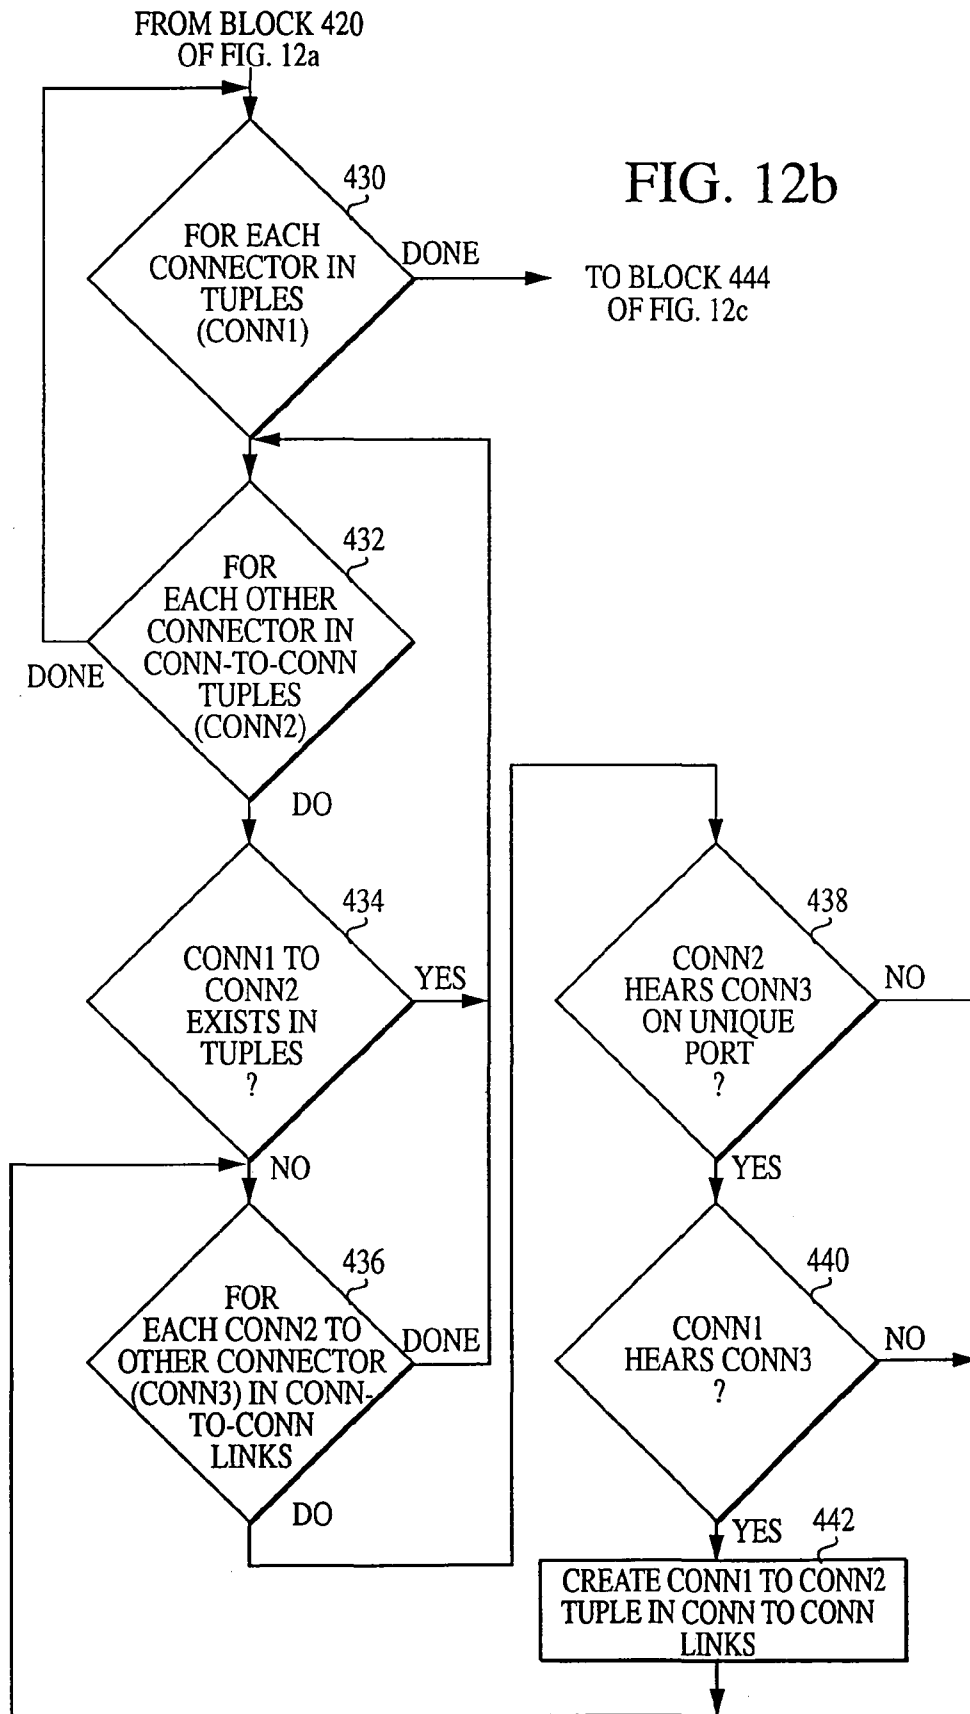 FROM BLOCK 420
OF FIG. 12a
FIG. 12b
430
FOR EACH
CONNECTOR IN
TUPLES
(CONN1)
DONE
TO BLOCK 444
OF FIG. 12c
432
FOR
EACH OTHER
CONNECTOR IN
CONN-TO-CONN
TUPLES
(CONN2)
DONE
DO
434
CONN1 TO
CONN2
EXISTS IN
TUPLES
?
YES
NO
436
FOR
EACH CONN2 TO
OTHER CONNECTOR
(CONN3) IN CONN-
TO-CONN
LINKS
DONE
DO
438
CONN2
HEARS CONN3
ON UNIQUE
PORT
?
NO
YES
440
CONN1
HEARS CONN3
?
NO
YES
442
CREATE CONN1 TO CONN2
TUPLE IN CONN TO CONN
LINKS